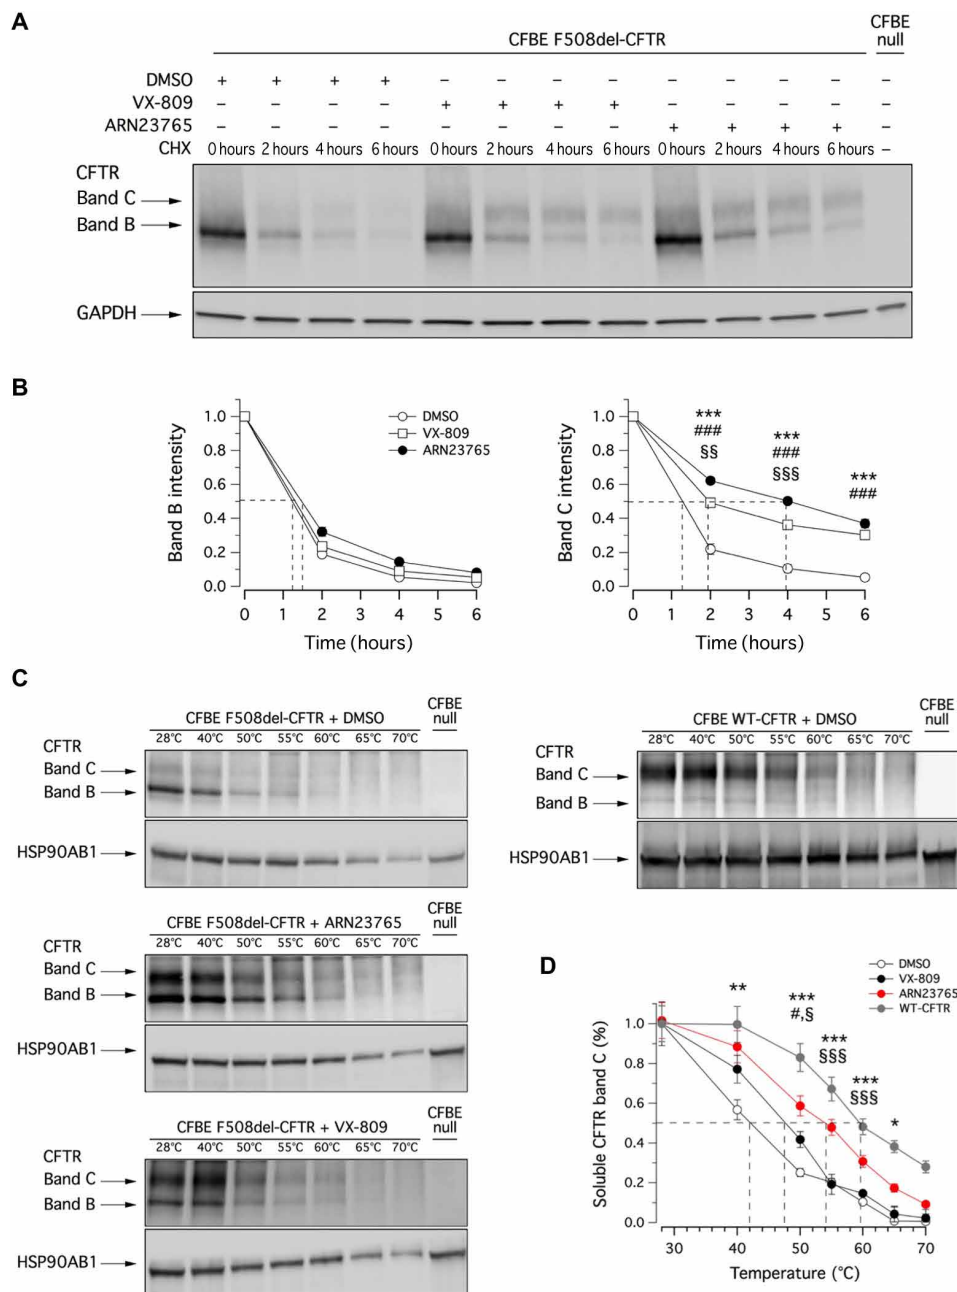 A
CFBE F508del-CFTR
CFBE
null
DMSO + + + + – – – – – – – – –
VX-809 – – – – + + + + – – – – –
ARN23765 – – – – – – – – + + + + –
CHX 0 hours 2 hours 4 hours 6 hours 0 hours 2 hours 4 hours 6 hours 0 hours 2 hours 4 hours 6 hours –
CFTR
Band C
Band B
GAPDH
B
Band B intensity
1.0
0.8
0.6
0.4
0.2
0.0
0 1 2 3 4 5 6
Time (hours)
DMSO
VX-809
ARN23765
Band C intensity
1.0
0.8
0.6
0.4
0.2
0.0
0 1 2 3 4 5 6
Time (hours)
***
###
§§
***
###
§§§
***
###
C
CFBE F508del-CFTR + DMSO
CFBE
null
28°C 40°C 50°C 55°C 60°C 65°C 70°C
CFTR
Band C
Band B
HSP90AB1
CFBE WT-CFTR + DMSO
CFBE
null
28°C 40°C 50°C 55°C 60°C 65°C 70°C
CFTR
Band C
Band B
HSP90AB1
CFBE F508del-CFTR + ARN23765
CFBE
null
28°C 40°C 50°C 55°C 60°C 65°C 70°C
CFTR
Band C
Band B
HSP90AB1
CFBE F508del-CFTR + VX-809
CFBE
null
28°C 40°C 50°C 55°C 60°C 65°C 70°C
CFTR
Band C
Band B
HSP90AB1
D
DMSO
VX-809
ARN23765
WT-CFTR
Soluble CFTR band C (%)
1.0
0.8
0.6
0.4
0.2
0.0
30 40 50 60 70
Temperature (°C)
**
***
#,§
***
§§§
***
§§§
*